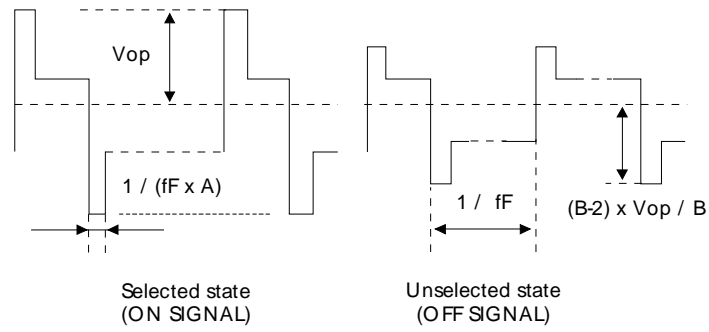 Vop
1 / (fF x A)
1 / fF
(B-2) x Vop / B
Selected state
(ON SIGNAL)
Unselected state
(OFF SIGNAL)